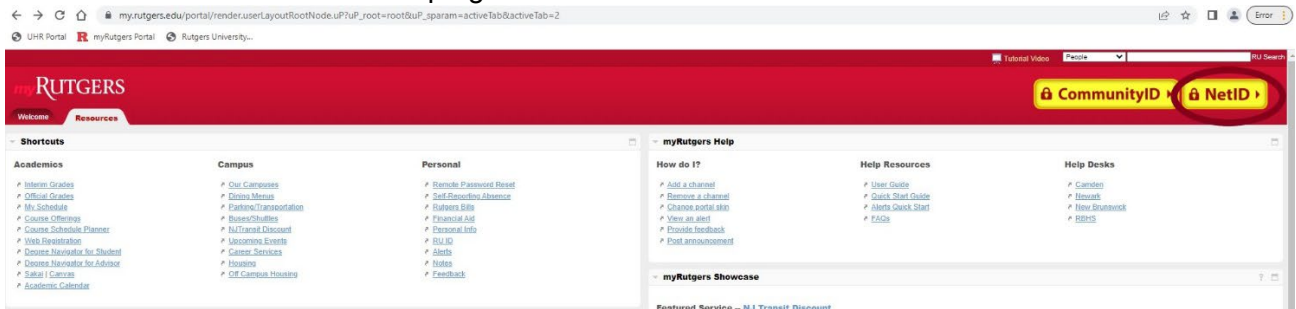 my.rutgers.edu/portal/render.userLayoutRootNode.uP?uP_root=root&uP_sparam=activeTab&activeTab=2
Error
UHR Portal R myRutgers Portal Rutgers University...
Tutorial Video People RU Search
myRUTGERS
CommunityID NetID
Welcome Resources
Shortcuts
Academics
Interim Grades
Official Grades
My Schedule
Course Offerings
Course Schedule Planner
Web Registration
Degree Navigator for Student
Degree Navigator for Advisor
Sakai | Canvas
Academic Calendar
Campus
Our Campuses
Dining Menus
Parking/Transportation
Buses/Shuttles
NJTransit Discount
Upcoming Events
Career Services
Housing
Off Campus Housing
Personal
Remote Password Reset
Self-Reporting Absence
Rutgers Bills
Financial Aid
Personal Info
RU ID
Alerts
Notes
Feedback
myRutgers Help
How do I?
Add a channel
Remove a channel
Change portal skin
View an alert
Provide feedback
Post announcement
Help Resources
User Guide
Quick Start Guide
Alerts Quick Start
FAQs
Help Desks
Camden
Newark
New Brunswick
RBHS
myRutgers Showcase
Featured Service -- NJ Transit Discount